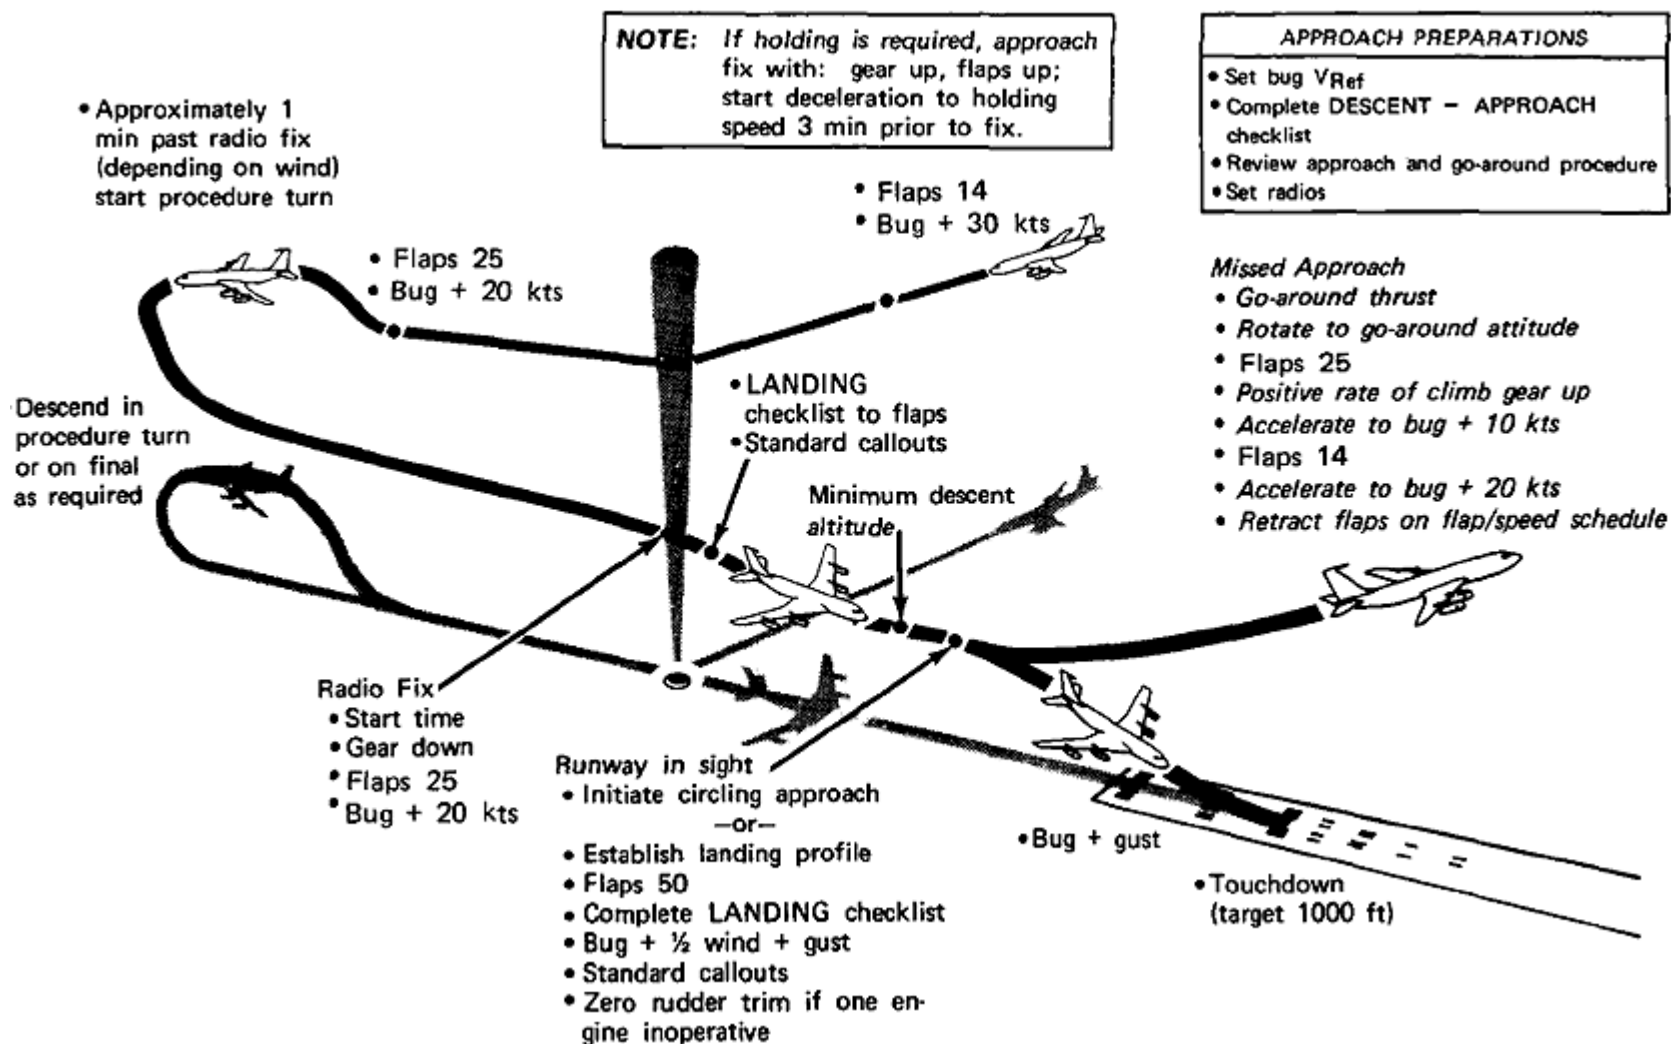 NOTE: If holding is required, approach
fix with: gear up, flaps up;
start deceleration to holding
speed 3 min prior to fix.
APPROACH PREPARATIONS
• Set bug VRef
• Complete DESCENT – APPROACH
checklist
• Review approach and go-around procedure
• Set radios
• Approximately 1
min past radio fix
(depending on wind)
start procedure turn
• Flaps 14
• Bug + 30 kts
• Flaps 25
• Bug + 20 kts
Missed Approach
• Go-around thrust
• Rotate to go-around attitude
• Flaps 25
• Positive rate of climb gear up
• Accelerate to bug + 10 kts
• Flaps 14
• Accelerate to bug + 20 kts
• Retract flaps on flap/speed schedule
• LANDING
checklist to flaps
• Standard callouts
Descend in
procedure turn
or on final
as required
Minimum descent
altitude
Radio Fix
• Start time
• Gear down
• Flaps 25
• Bug + 20 kts
Runway in sight
• Initiate circling approach
—or—
• Establish landing profile
• Flaps 50
• Complete LANDING checklist
• Bug + ½ wind + gust
• Standard callouts
• Zero rudder trim if one en-
gine inoperative
• Bug + gust
• Touchdown
(target 1000 ft)